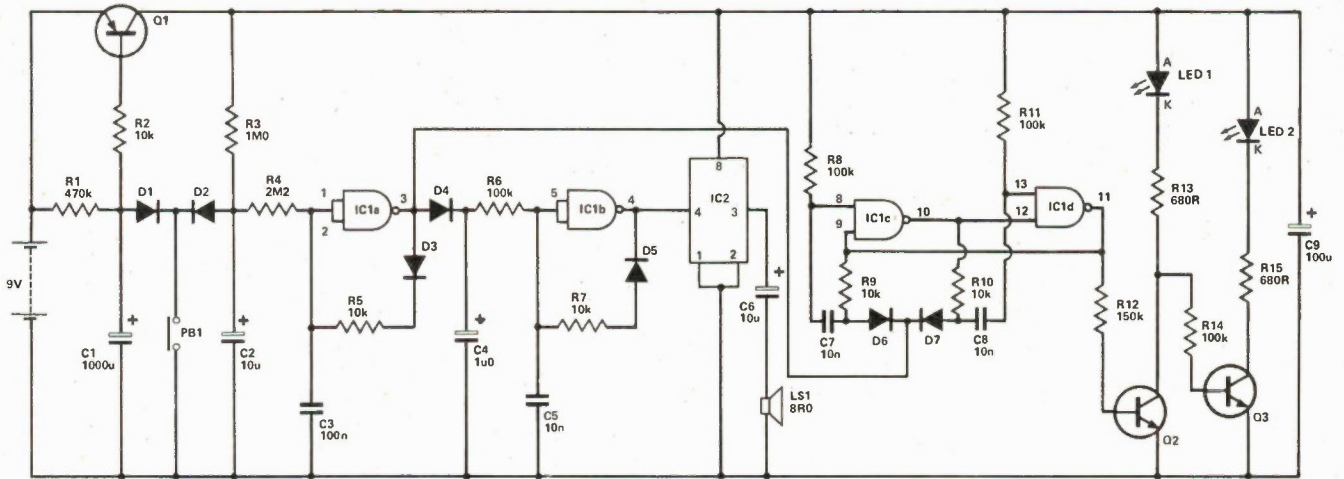 Q1
R2
10k
R3
1M0
R1
470k
D1
D2
R4
2M2
1
2
IC1a
3
D4
D3
R5
10k
R6
100k
5
IC1b
4
D5
R7
10k
8
IC2
4
3
1
2
9V
+
C1
1000u
PB1
+
C2
10u
C3
100n
+
C4
1u0
C5
10n
+
C6
10u
LS1
8R0
R8
100k
8
9
IC1c
10
R9
10k
R10
10k
C7
10n
D6
D7
C8
10n
R11
100k
13
12
IC1d
11
R12
150k
A
LED 1
K
R13
680R
R14
100k
Q2
A
LED 2
K
R15
680R
Q3
+
C9
100u